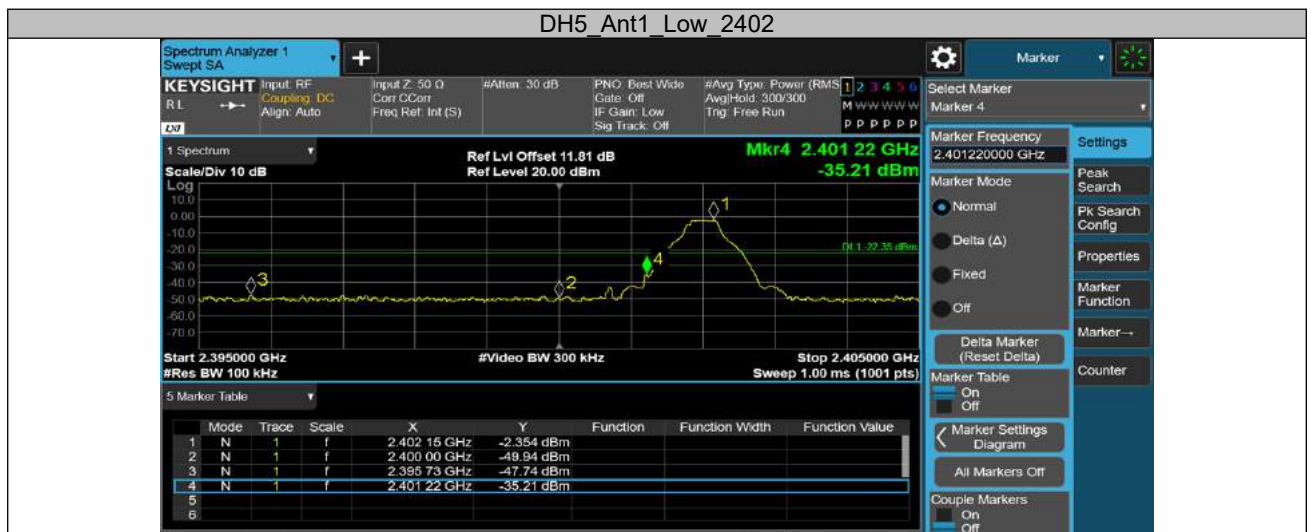 DH5_Ant1_Low_2402
Spectrum Analyzer 1
Swept SA
Marker
KEYSIGHT
R L
LXI
Input: RF
Coupling: DC
Align: Auto
Input Z: 50 Ω
Corr CCorr
Freq Ref: Int (S)
#Atten: 30 dB
PNO: Best Wide
Gate: Off
IF Gain: Low
Sig Track: Off
#Avg Type: Power (RMS
Avg|Hold: 300/300
Trig: Free Run
1 2 3 4 5 6
M W W W W W
P P P P P P
Select Marker
Marker 4
1 Spectrum
Scale/Div 10 dB
Ref Lvl Offset 11.81 dB
Ref Level 20.00 dBm
Mkr4 2.401 22 GHz
-35.21 dBm
Log
10.0
0.00
-10.0
-20.0
-30.0
-40.0
-50.0
-60.0
-70.0
1
DL1 -22.35 dBm
4
3
2
Start 2.395000 GHz
#Res BW 100 kHz
#Video BW 300 kHz
Stop 2.405000 GHz
Sweep 1.00 ms (1001 pts)
5 Marker Table
Mode Trace Scale X Y Function Function Width Function Value
1 N 1 f 2.402 15 GHz -2.354 dBm
2 N 1 f 2.400 00 GHz -49.94 dBm
3 N 1 f 2.395 73 GHz -47.74 dBm
4 N 1 f 2.401 22 GHz -35.21 dBm
5
6
Marker Frequency
2.401220000 GHz
Marker Mode
Normal
Delta (Δ)
Fixed
Off
Delta Marker
(Reset Delta)
Marker Table
On
Off
Marker Settings
Diagram
All Markers Off
Couple Markers
On
Off
Settings
Peak
Search
Pk Search
Config
Properties
Marker
Function
Marker→
Counter